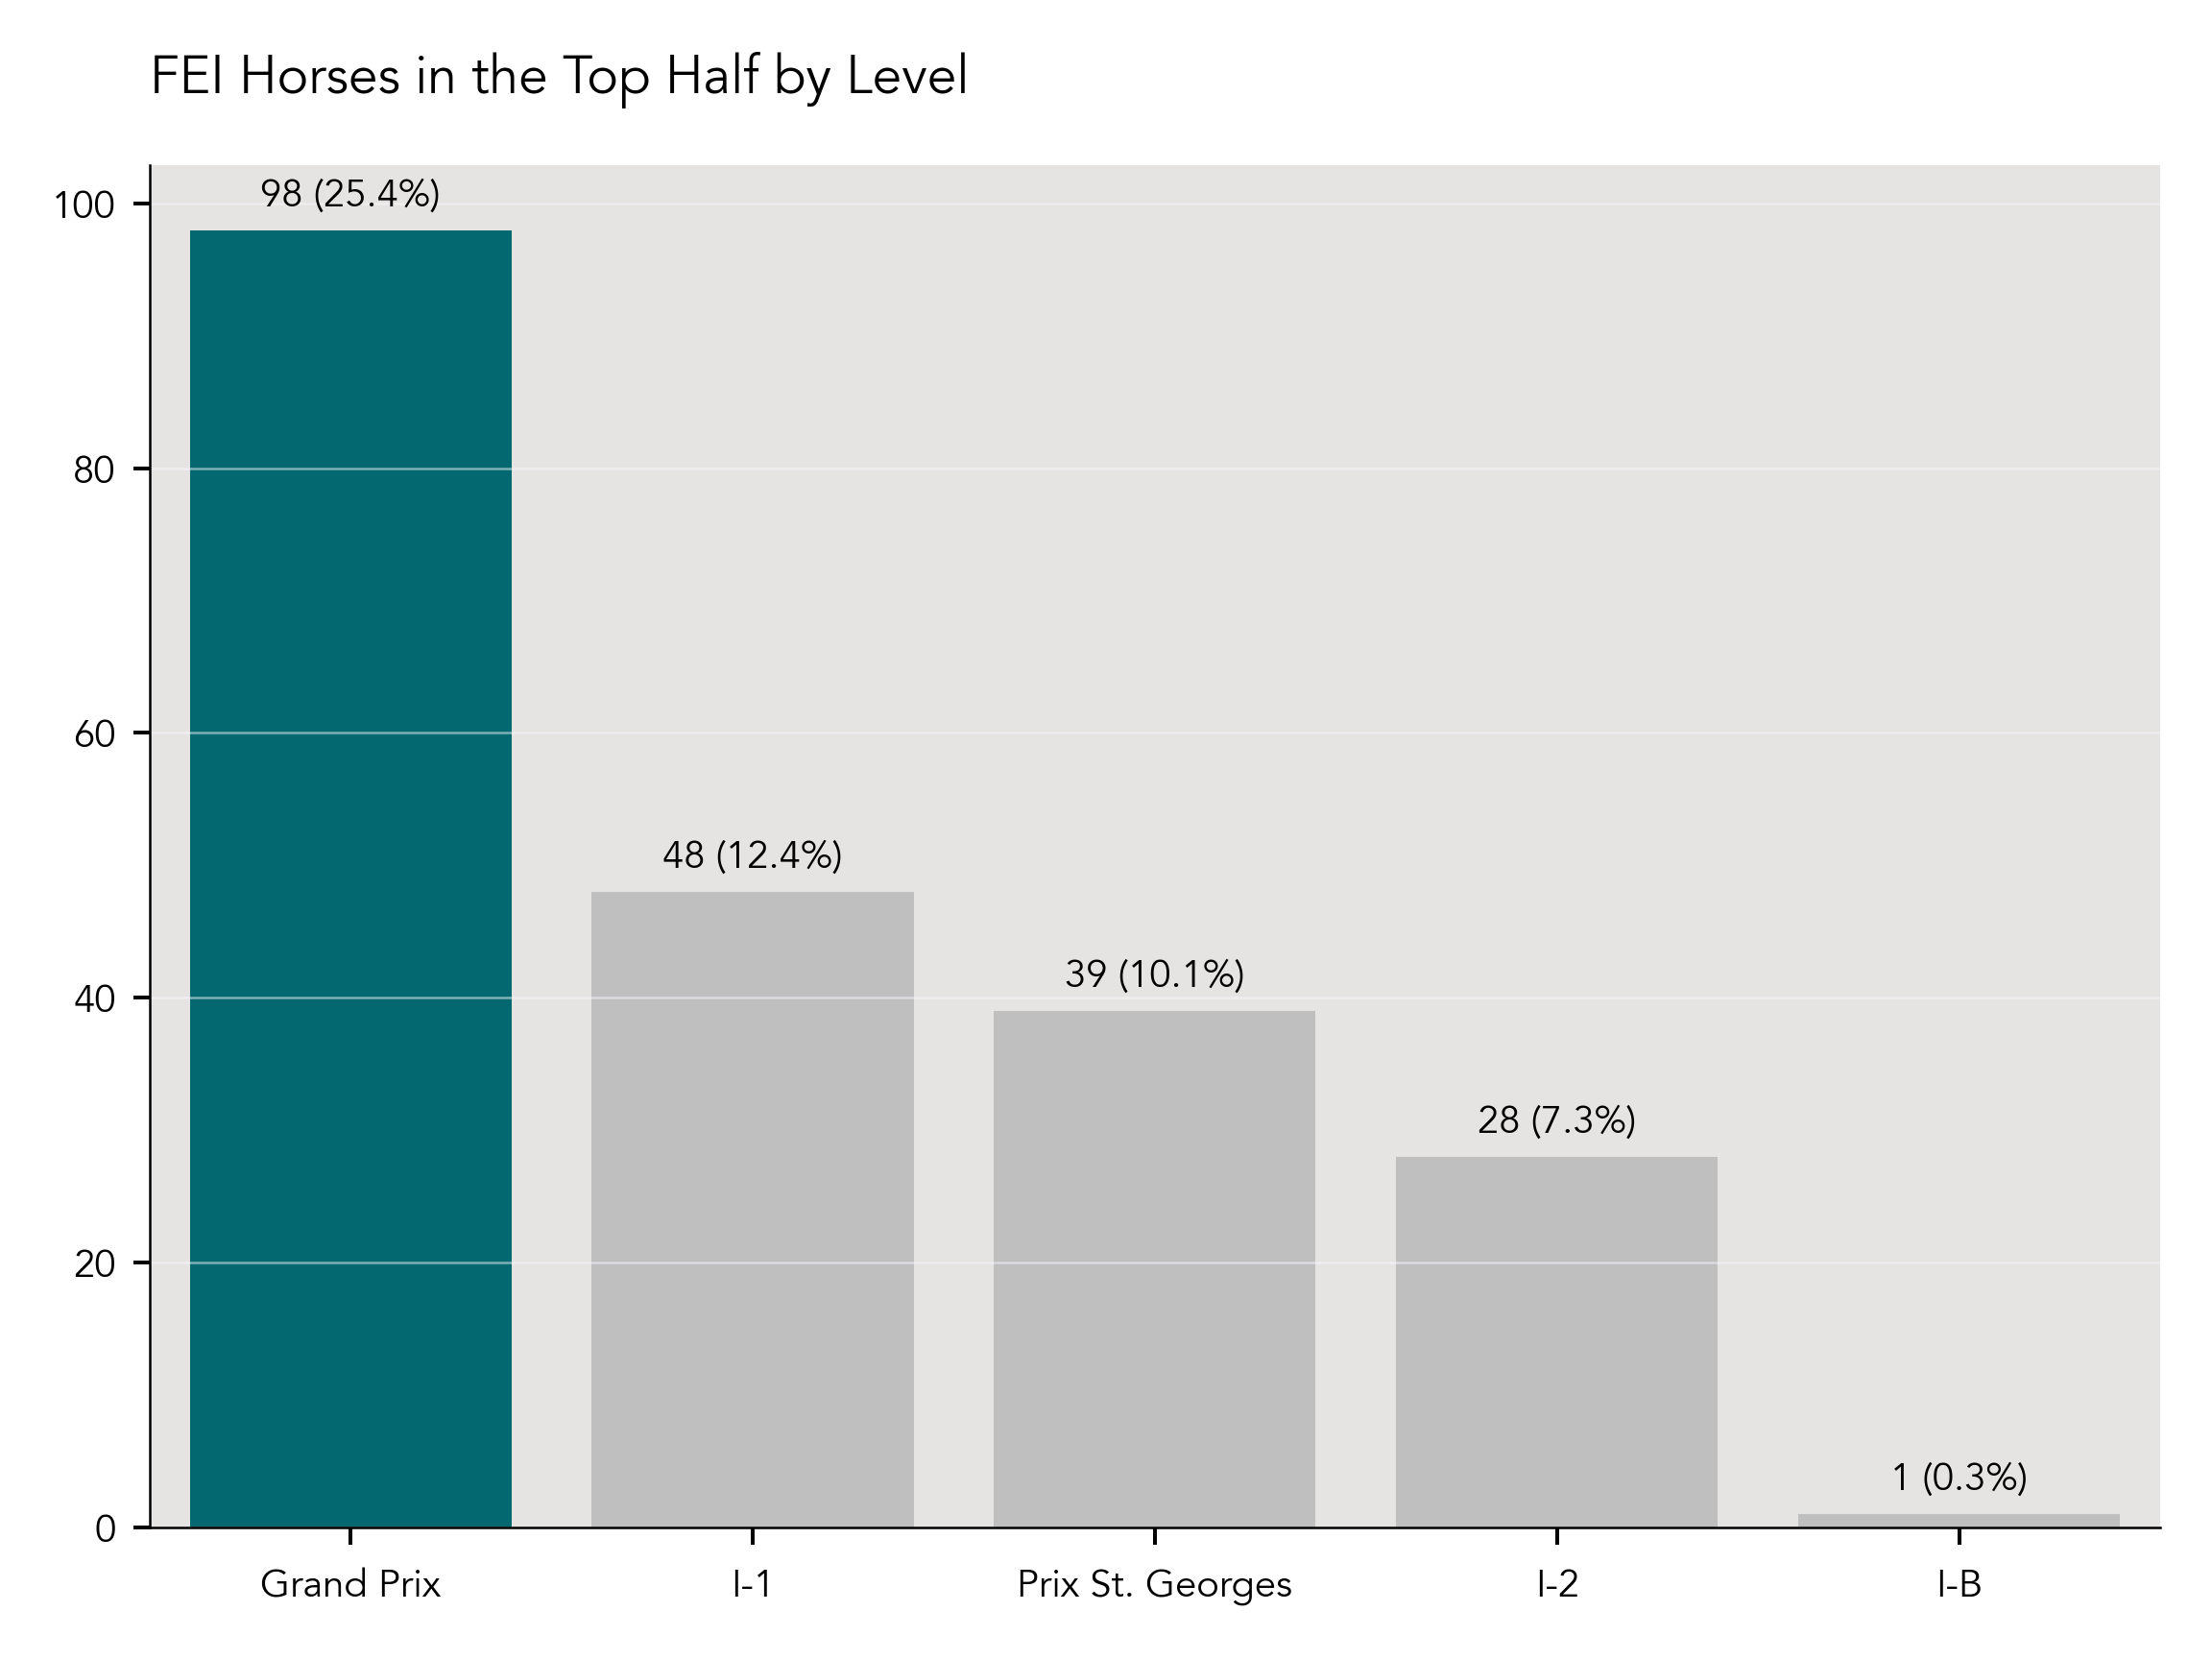 FEI Horses in the Top Half by Level
100
80
60
40
20
0
98 (25.4%)
48 (12.4%)
39 (10.1%)
28 (7.3%)
1 (0.3%)
Grand Prix
I-1
Prix St. Georges
I-2
I-B